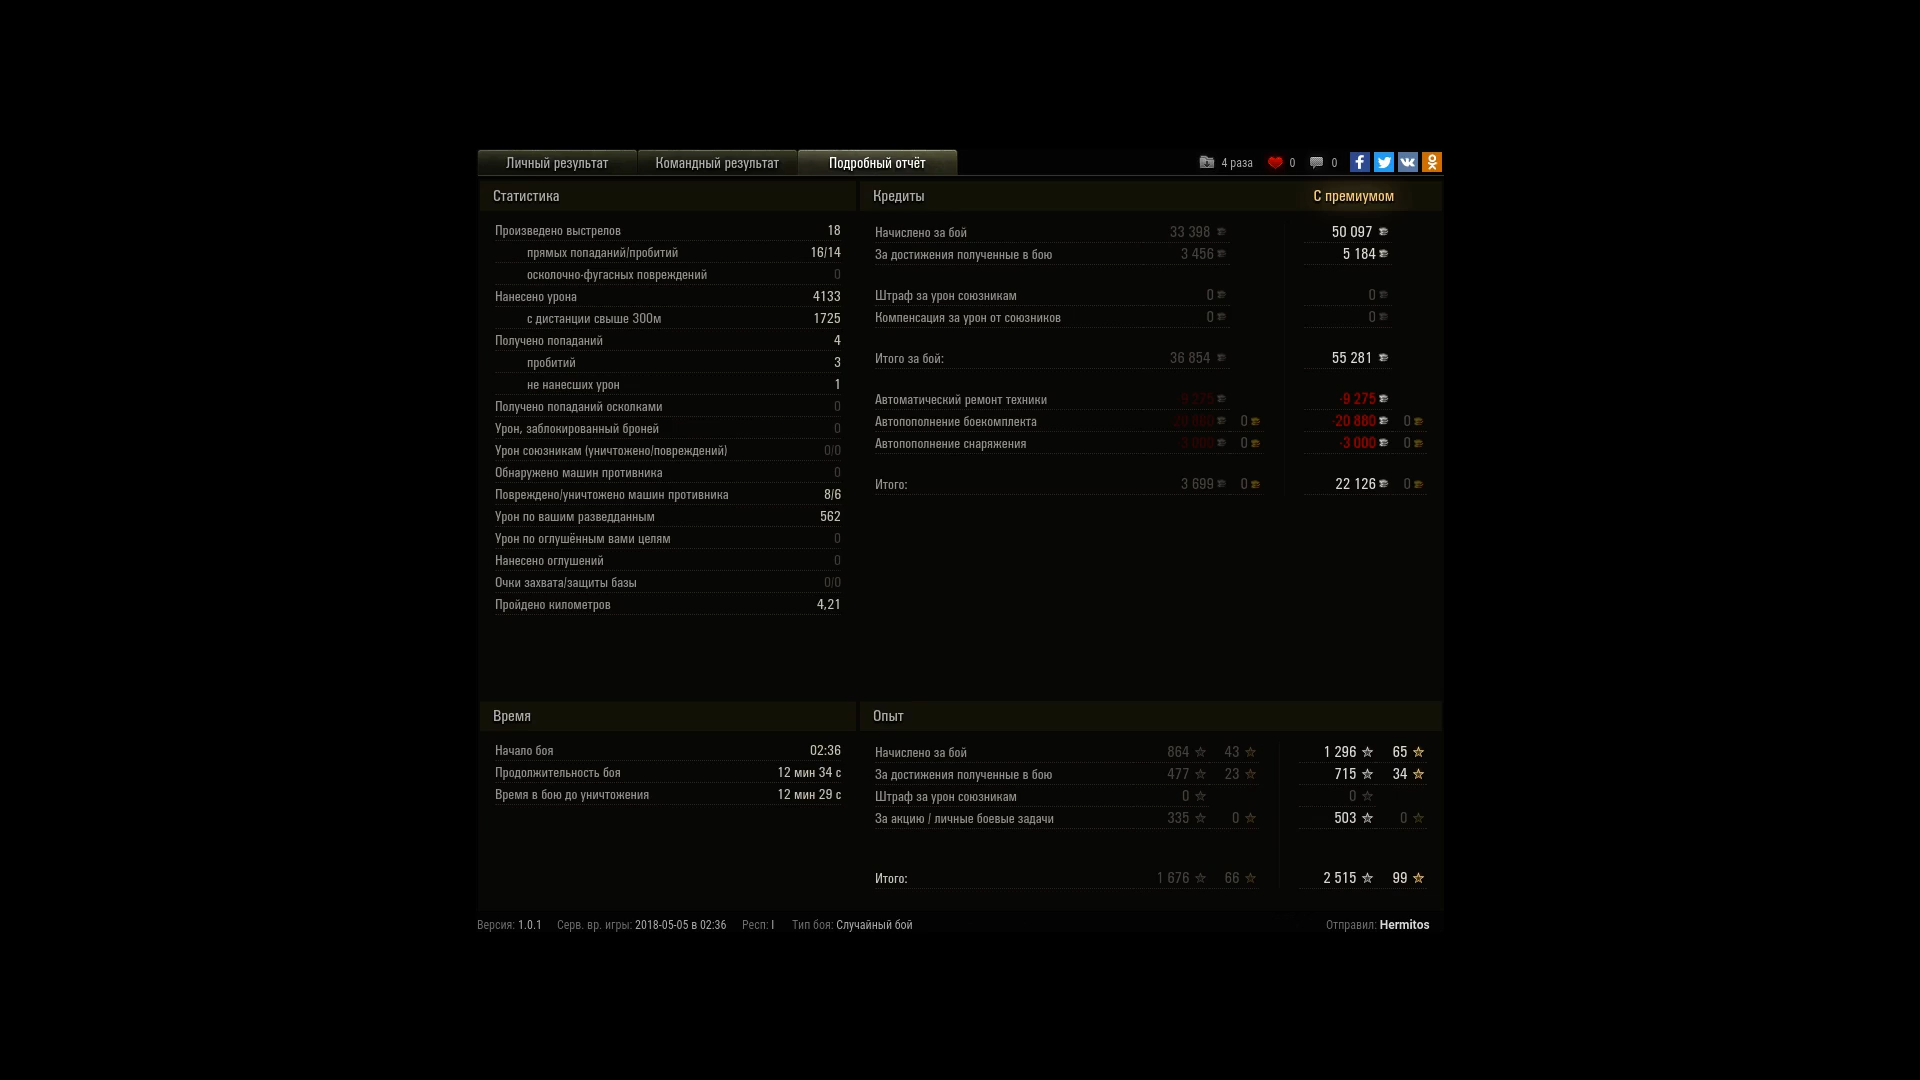 Личный результат Командный результат Подробный отчёт 4 раза 0 0
Статистика
Произведено выстрелов 18
прямых попаданий/пробитий 16/14
осколочно-фугасных повреждений 0
Нанесено урона 4133
с дистанции свыше 300м 1725
Получено попаданий 4
пробитий 3
не нанесших урон 1
Получено попаданий осколками 0
Урон, заблокированный броней 0
Урон союзникам (уничтожено/повреждений) 0/0
Обнаружено машин противника 0
Повреждено/уничтожено машин противника 8/6
Урон по вашим разведданным 562
Урон по оглушённым вами целям 0
Нанесено оглушений 0
Очки захвата/защиты базы 0/0
Пройдено километров 4,21
Кредиты С премиумом
Начислено за бой 33 398 50 097
За достижения полученные в бою 3 456 5 184
Штраф за урон союзникам 0 0
Компенсация за урон от союзников 0 0
Итого за бой: 36 854 55 281
Автоматический ремонт техники -9 275 -9 275
Автопополнение боекомплекта -20 880 0 -20 880 0
Автопополнение снаряжения -3 000 0 -3 000 0
Итого: 3 699 0 22 126 0
Время
Начало боя 02:36
Продолжительность боя 12 мин 34 с
Время в бою до уничтожения 12 мин 29 с
Опыт
Начислено за бой 864 43 1 296 65
За достижения полученные в бою 477 23 715 34
Штраф за урон союзникам 0 0
За акцию / личные боевые задачи 335 0 503 0
Итого: 1 676 66 2 515 99
Версия: 1.0.1 Серв. вр. игры: 2018-05-05 в 02:36 Респ: I Тип боя: Случайный бой Отправил: Hermitos